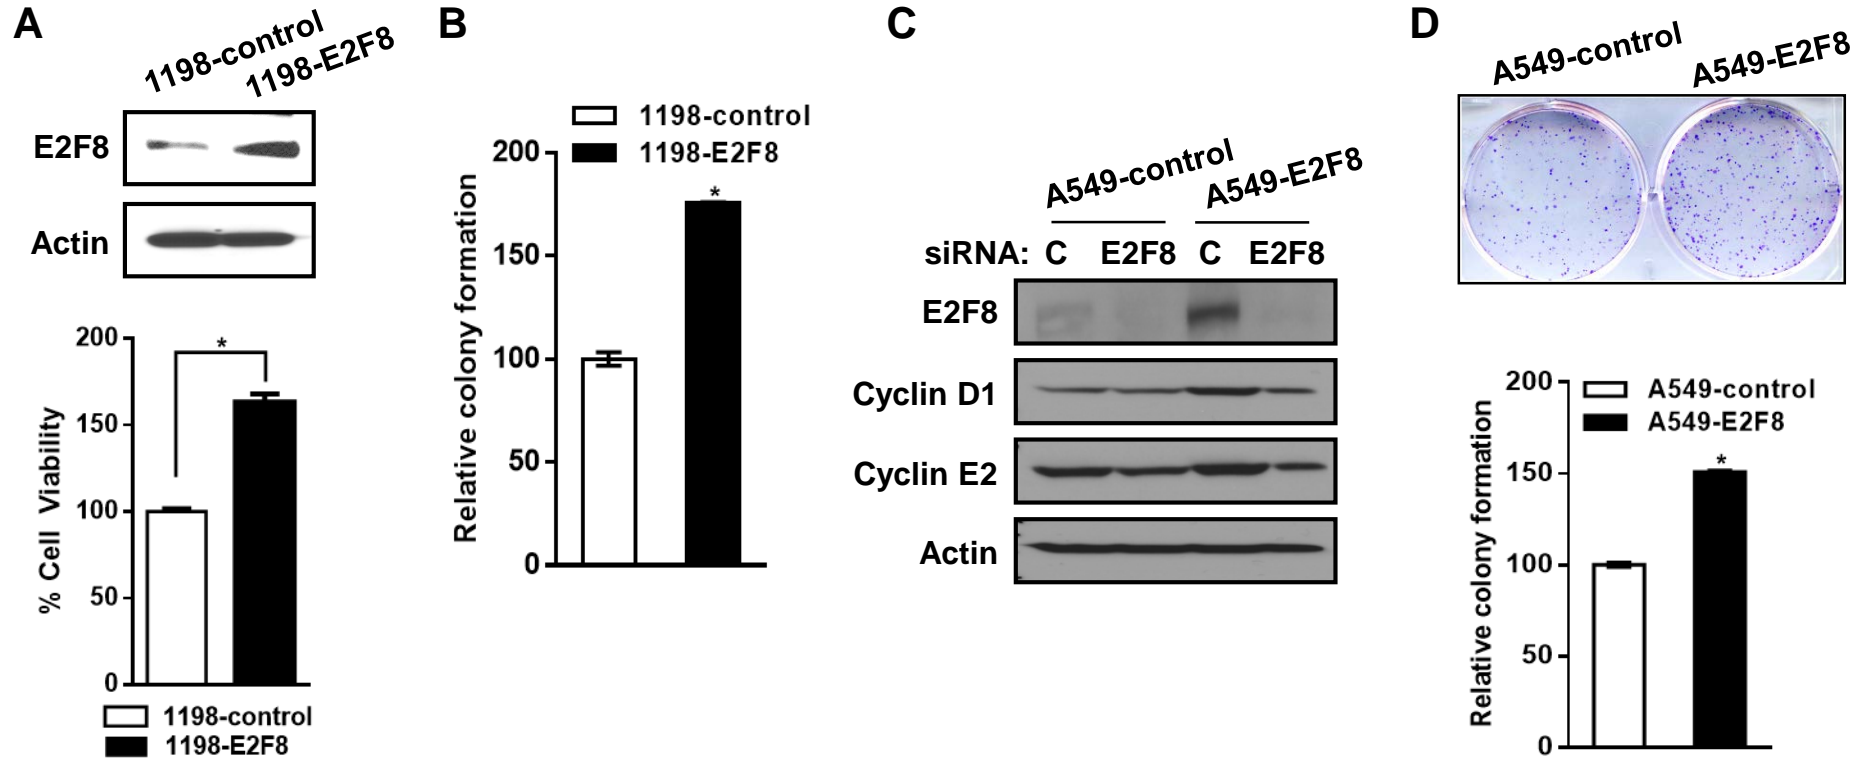 A
1198-control
1198-E2F8
E2F8
Actin
200
150
100
50
0
% Cell Viability
*
1198-control
1198-E2F8
B
1198-control
1198-E2F8
200
150
100
50
0
Relative colony formation
*
C
A549-control
A549-E2F8
siRNA: C E2F8 C E2F8
E2F8
Cyclin D1
Cyclin E2
Actin
D
A549-control
A549-E2F8
200
150
100
50
0
Relative colony formation
A549-control
A549-E2F8
*